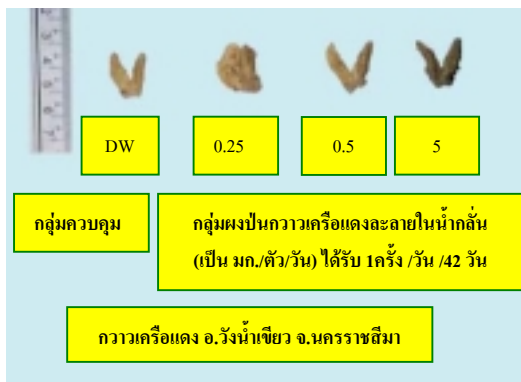 DW
0.25
0.5
5
กลุ่มควบคุม
กลุ่มผงป่นกวาวเครือแดงละลายในน้ำกลั่น
(เป็น มก./ตัว/วัน) ได้รับ 1ครั้ง /วัน /42 วัน
กวาวเครือแดง อ.วังน้ำเขียว จ.นครราชสีมา